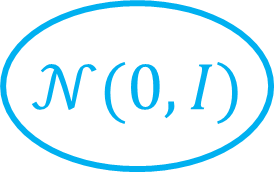 𝒩(0, I)